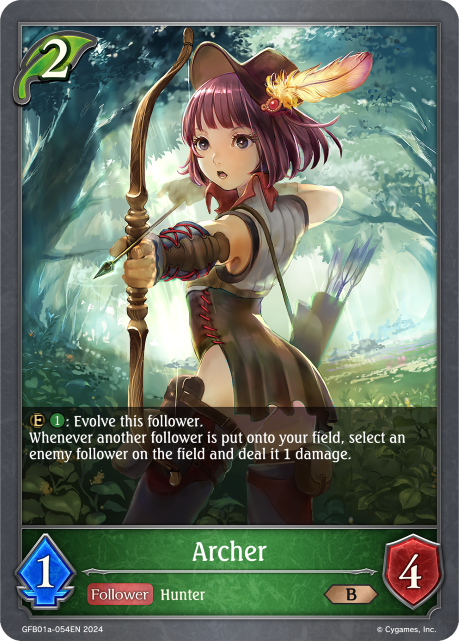 2
E 1: Evolve this follower.
Whenever another follower is put onto your field, select an
enemy follower on the field and deal it 1 damage.
Archer
1
Follower Hunter
B
4
GFB01a-054EN 2024
© Cygames, Inc.